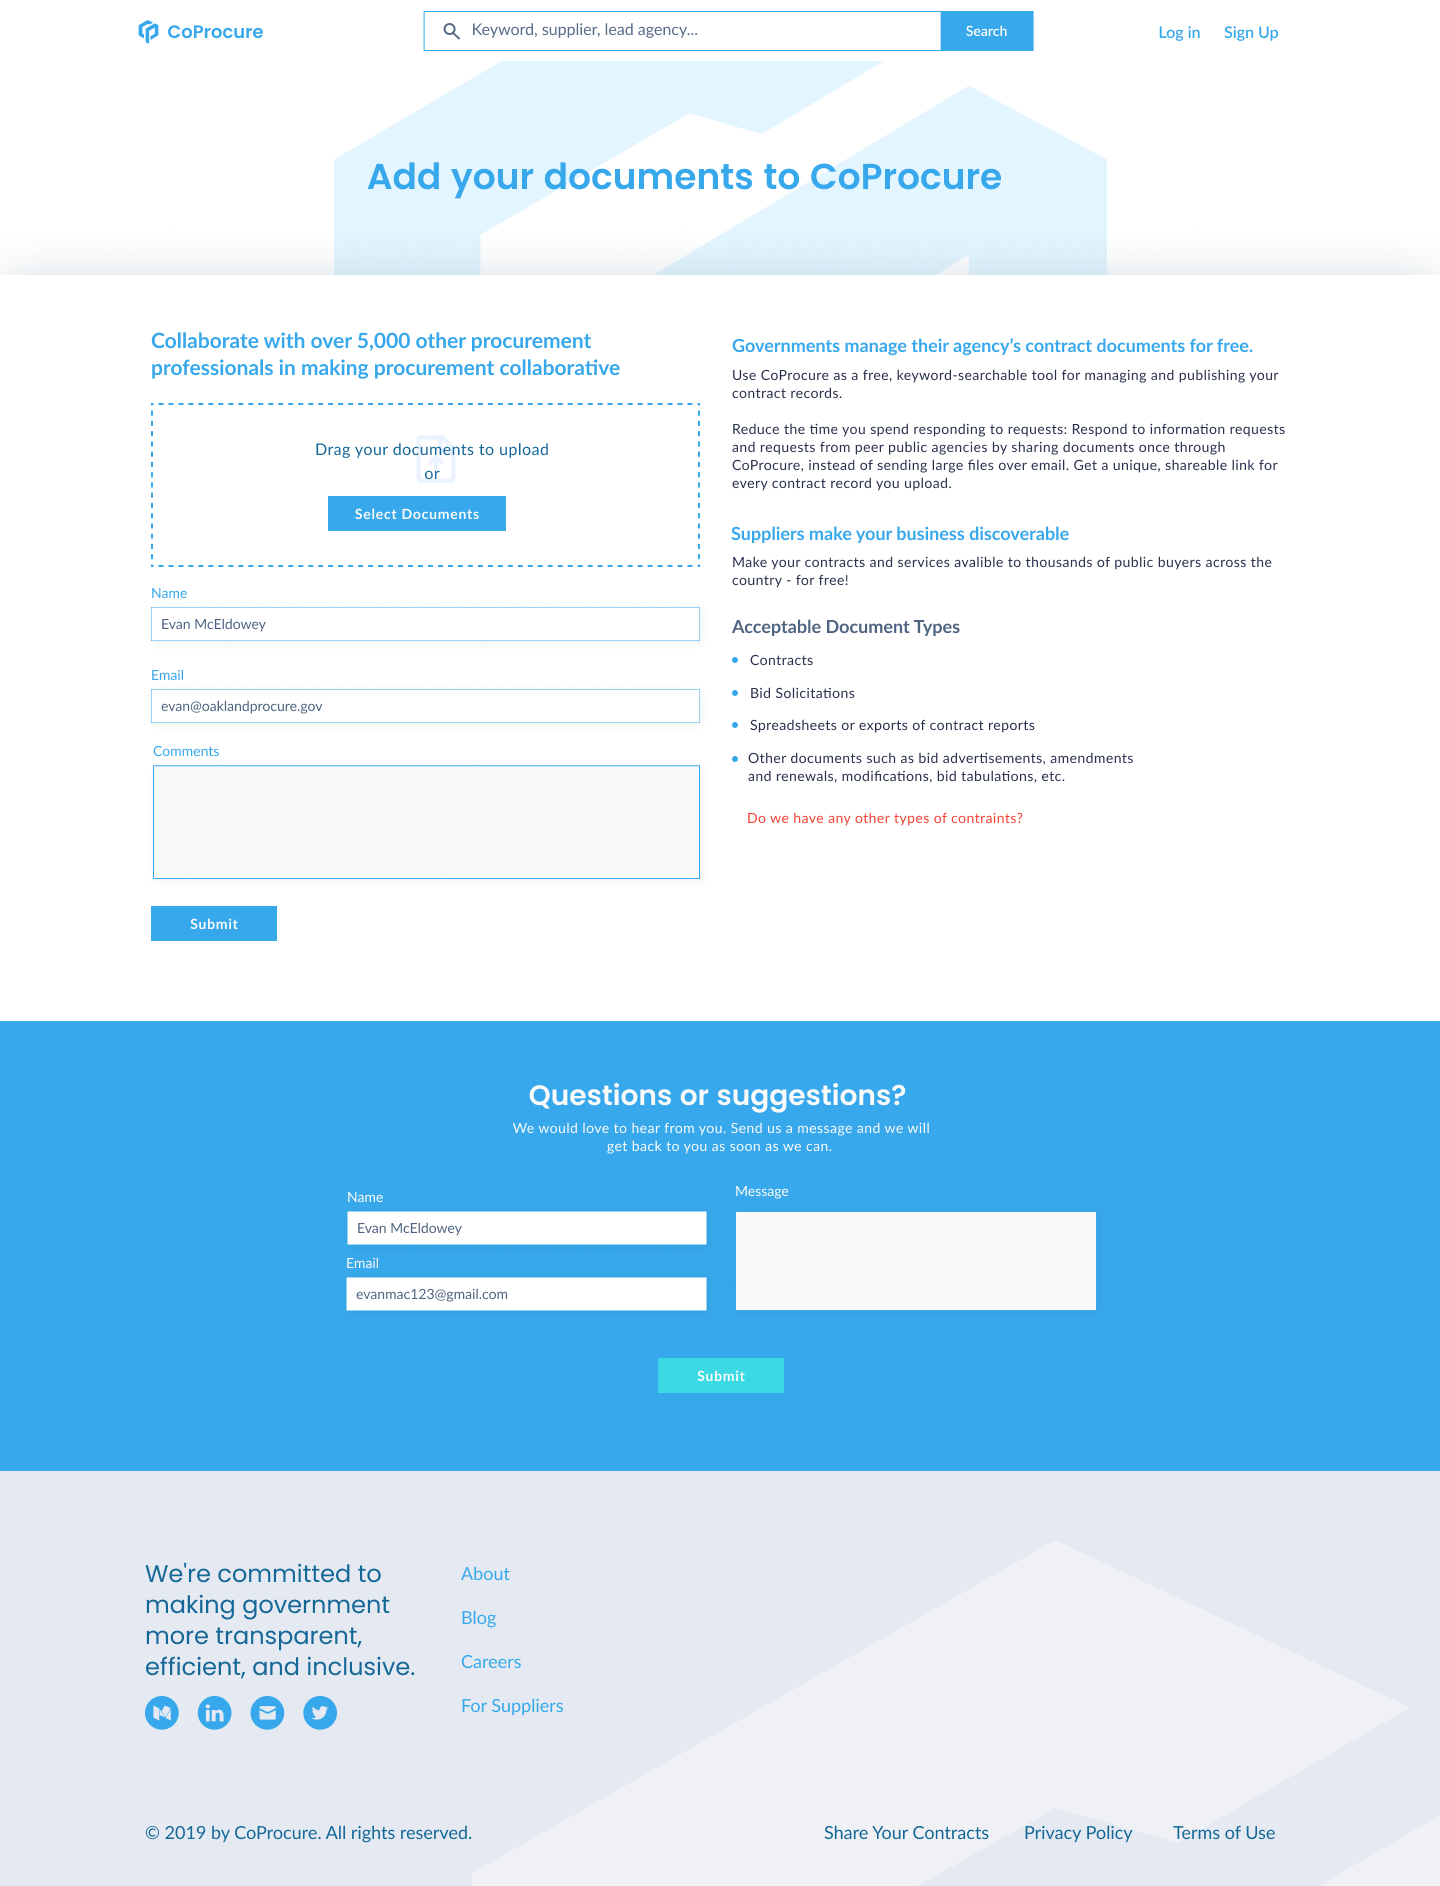 CoProcure
Keyword, supplier, lead agency...
Search
Log in
Sign Up
Add your documents to CoProcure
Collaborate with over 5,000 other procurement
professionals in making procurement collaborative
Drag your documents to upload
or
Select Documents
Name
Evan McEldowey
Email
evan@oaklandprocure.gov
Comments
Submit
Governments manage their agency’s contract documents for free.
Use CoProcure as a free, keyword-searchable tool for managing and publishing your
contract records.
Reduce the time you spend responding to requests: Respond to information requests
and requests from peer public agencies by sharing documents once through
CoProcure, instead of sending large files over email. Get a unique, shareable link for
every contract record you upload.
Suppliers make your business discoverable
Make your contracts and services avalible to thousands of public buyers across the
country - for free!
Acceptable Document Types
Contracts
Bid Solicitations
Spreadsheets or exports of contract reports
Other documents such as bid advertisements, amendments
and renewals, modifications, bid tabulations, etc.
Do we have any other types of contraints?
Questions or suggestions?
We would love to hear from you. Send us a message and we will
get back to you as soon as we can.
Name
Evan McEldowey
Email
evanmac123@gmail.com
Message
Submit
We're committed to
making government
more transparent,
efficient, and inclusive.
About
Blog
Careers
For Suppliers
© 2019 by CoProcure. All rights reserved.
Share Your Contracts
Privacy Policy
Terms of Use